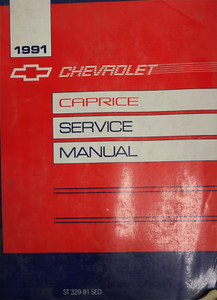 1991
CHEVROLET
CAPRICE
SERVICE
MANUAL
ST 329-91 SED